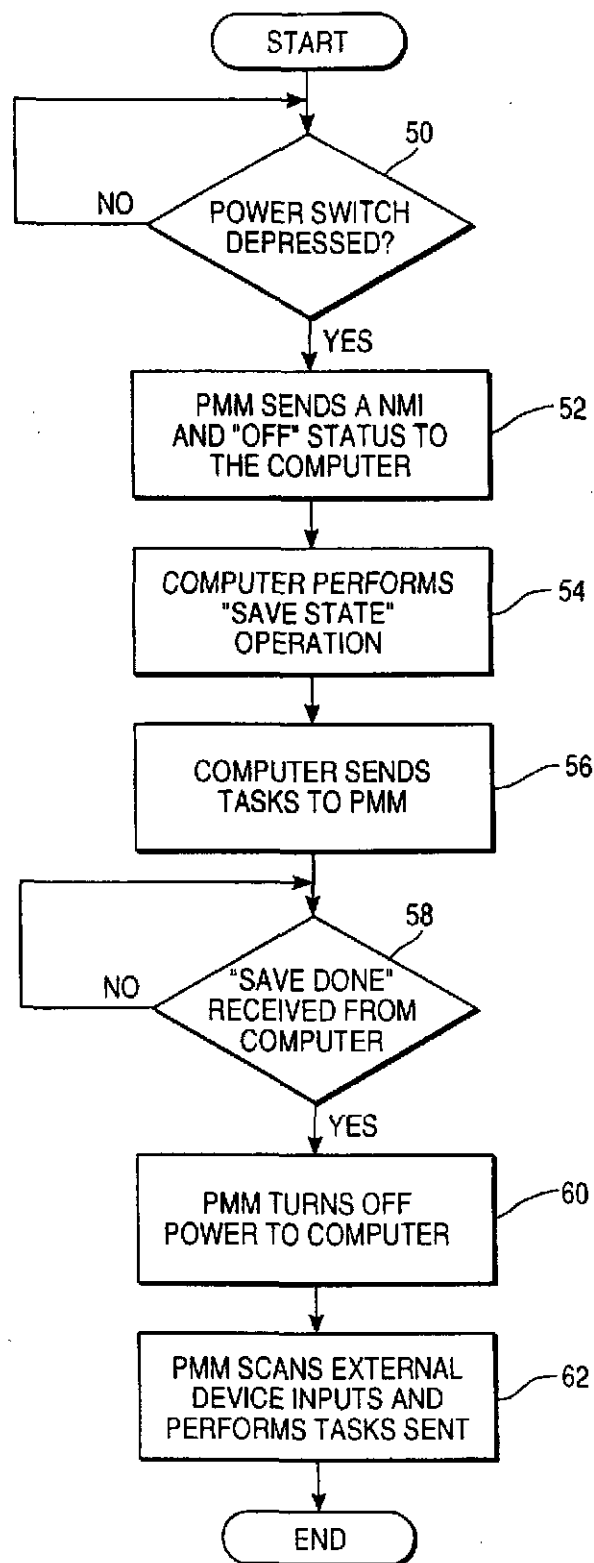 START
50
NO
POWER SWITCH
DEPRESSED?
YES
PMM SENDS A NMI
AND "OFF" STATUS TO
THE COMPUTER
52
COMPUTER PERFORMS
"SAVE STATE"
OPERATION
54
COMPUTER SENDS
TASKS TO PMM
56
58
NO
"SAVE DONE"
RECEIVED FROM
COMPUTER
YES
PMM TURNS OFF
POWER TO COMPUTER
60
PMM SCANS EXTERNAL
DEVICE INPUTS AND
PERFORMS TASKS SENT
62
END